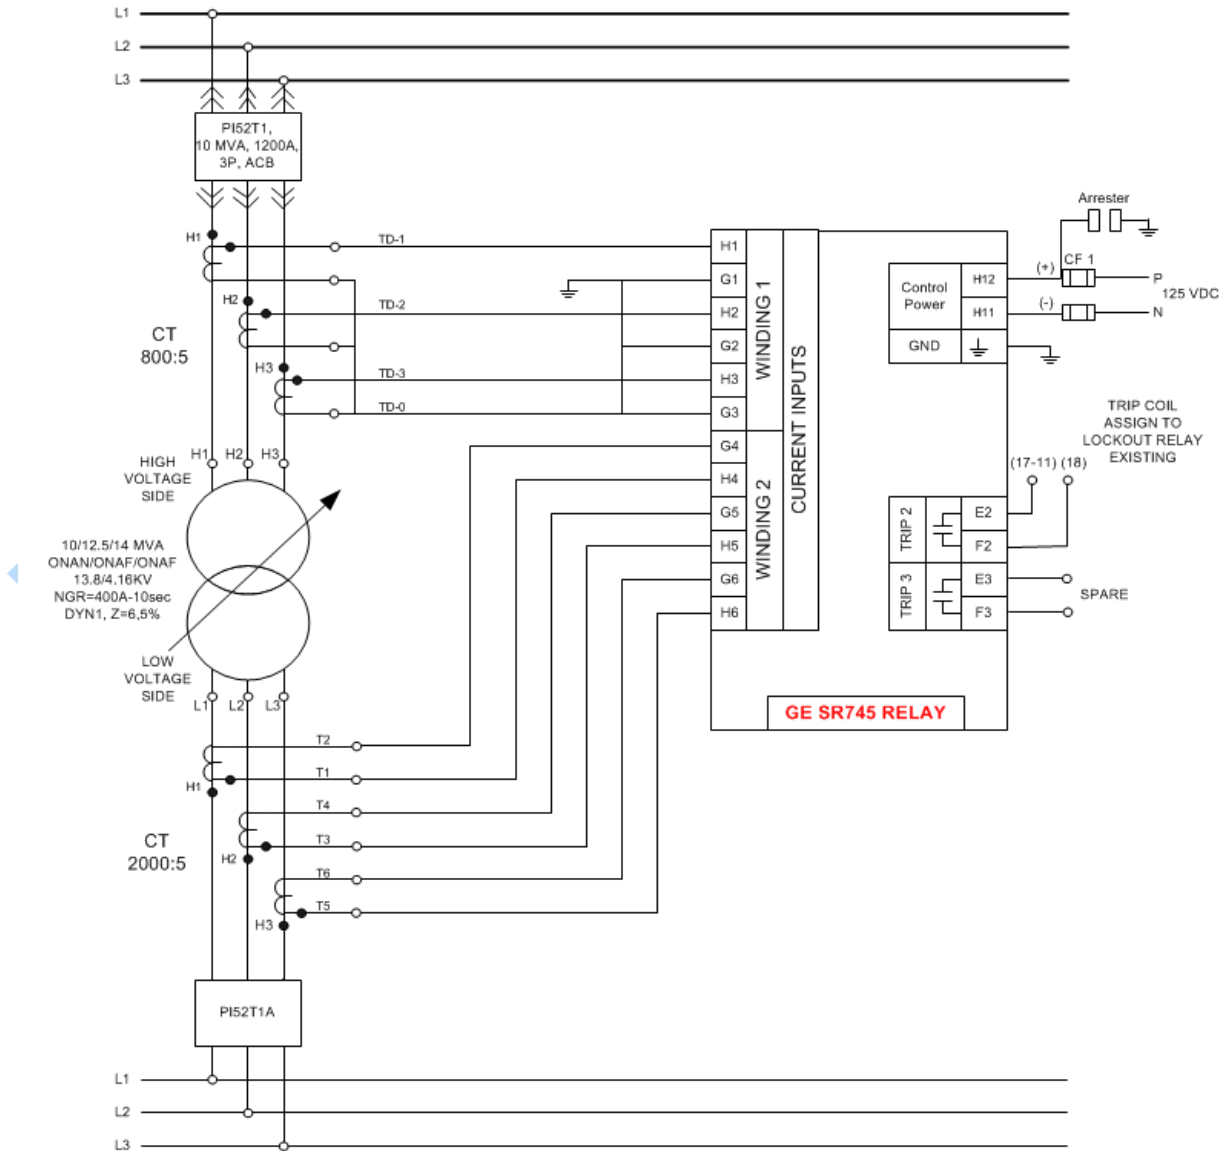 L1
L2
L3
PI52T1,
10 MVA, 1200A,
3P, ACB
H1
TD-1
H2
TD-2
CT
800:5
H3
TD-3
TD-0
H1
H2
H3
HIGH
VOLTAGE
SIDE
10/12.5/14 MVA
ONAN/ONAF/ONAF
13.8/4.16KV
NGR=400A-10sec
DYN1, Z=6,5%
LOW
VOLTAGE
SIDE
L1
L2
L3
T2
T1
H1
T4
T3
H2
CT
2000:5
T6
T5
H3
PI52T1A
L1
L2
L3
H1
G1
H2
G2
H3
G3
G4
H4
G5
H5
G6
H6
WINDING 1
WINDING 2
CURRENT INPUTS
Control
Power
H12
H11
GND
Arrester
(+)
CF 1
P
125 VDC
(-)
N
TRIP COIL
ASSIGN TO
LOCKOUT RELAY
EXISTING
(17-11) (18)
TRIP 2
E2
F2
TRIP 3
E3
F3
SPARE
GE SR745 RELAY